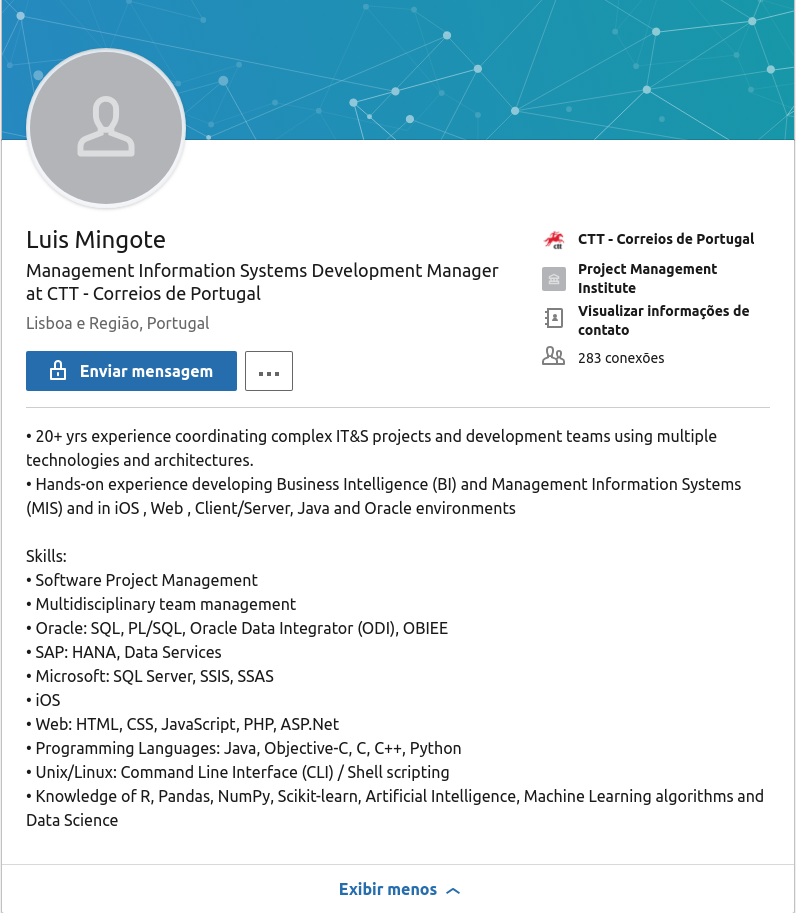 Luis Mingote
Management Information Systems Development Manager
at CTT - Correios de Portugal
Lisboa e Região, Portugal
Enviar mensagem
...
ctt
CTT - Correios de Portugal
Project Management
Institute
Visualizar informações de
contato
283 conexões
• 20+ yrs experience coordinating complex IT&S projects and development teams using multiple
technologies and architectures.
• Hands-on experience developing Business Intelligence (BI) and Management Information Systems
(MIS) and in iOS , Web , Client/Server, Java and Oracle environments
Skills:
• Software Project Management
• Multidisciplinary team management
• Oracle: SQL, PL/SQL, Oracle Data Integrator (ODI), OBIEE
• SAP: HANA, Data Services
• Microsoft: SQL Server, SSIS, SSAS
• iOS
• Web: HTML, CSS, JavaScript, PHP, ASP.Net
• Programming Languages: Java, Objective-C, C, C++, Python
• Unix/Linux: Command Line Interface (CLI) / Shell scripting
• Knowledge of R, Pandas, NumPy, Scikit-learn, Artificial Intelligence, Machine Learning algorithms and
Data Science
Exibir menos